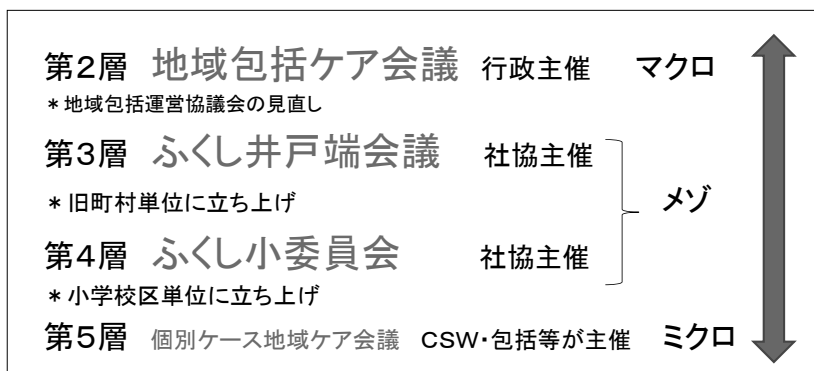 第2層 地域包括ケア会議 行政主催 マクロ
＊地域包括運営協議会の見直し
第3層 ふくし井戸端会議 社協主催
＊旧町村単位に立ち上げ
メゾ
第4層 ふくし小委員会 社協主催
＊小学校区単位に立ち上げ
第5層 個別ケース地域ケア会議 CSW・包括等が主催 ミクロ